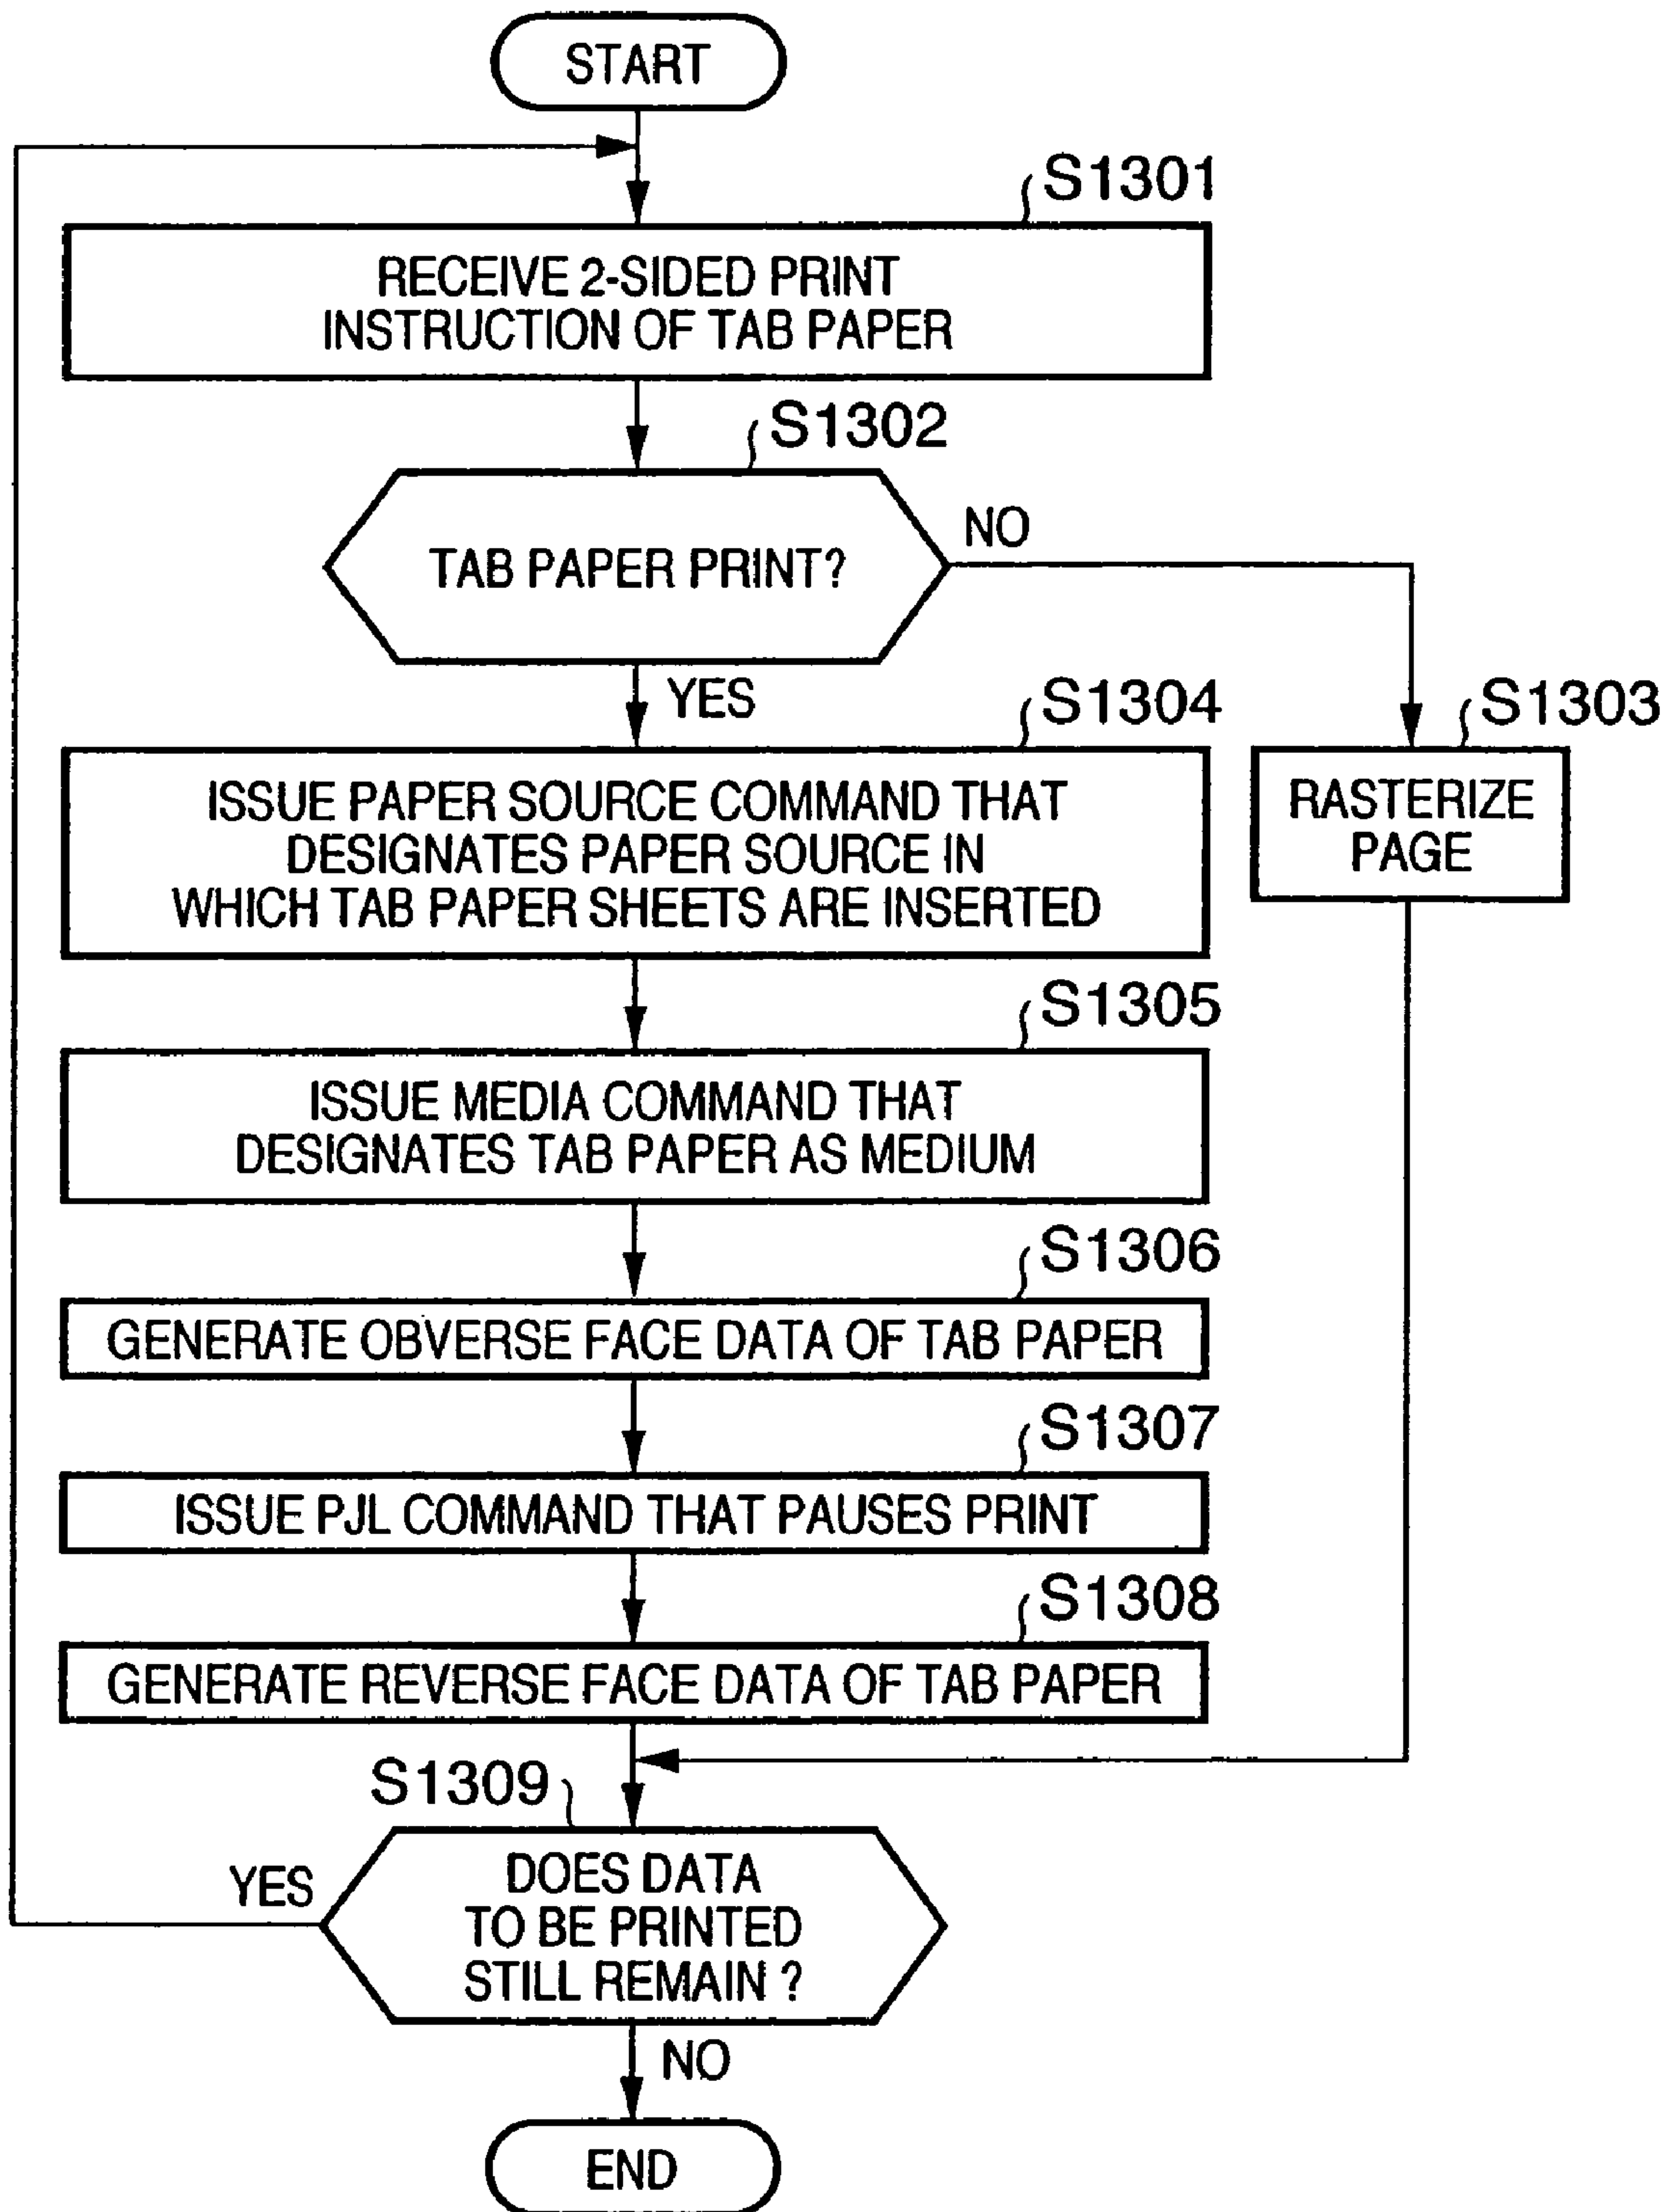 START
S1301
RECEIVE 2-SIDED PRINT
INSTRUCTION OF TAB PAPER
S1302
TAB PAPER PRINT?
NO
YES
S1304
S1303
ISSUE PAPER SOURCE COMMAND THAT
DESIGNATES PAPER SOURCE IN
WHICH TAB PAPER SHEETS ARE INSERTED
RASTERIZE
PAGE
S1305
ISSUE MEDIA COMMAND THAT
DESIGNATES TAB PAPER AS MEDIUM
S1306
GENERATE OBVERSE FACE DATA OF TAB PAPER
S1307
ISSUE PJL COMMAND THAT PAUSES PRINT
S1308
GENERATE REVERSE FACE DATA OF TAB PAPER
S1309
YES
DOES DATA
TO BE PRINTED
STILL REMAIN ?
NO
END